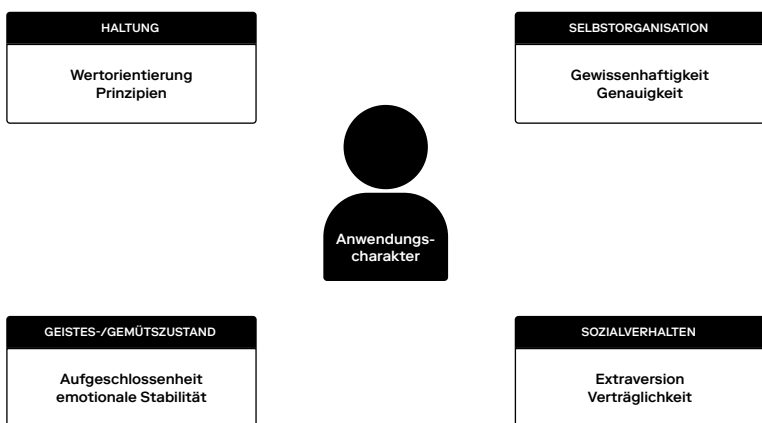 HALTUNG
Wertorientierung
Prinzipien
SELBSTORGANISATION
Gewissenhaftigkeit
Genauigkeit
Anwendungs-
charakter
GEISTES-/GEMÜTSZUSTAND
Aufgeschlossenheit
emotionale Stabilität
SOZIALVERHALTEN
Extraversion
Verträglichkeit